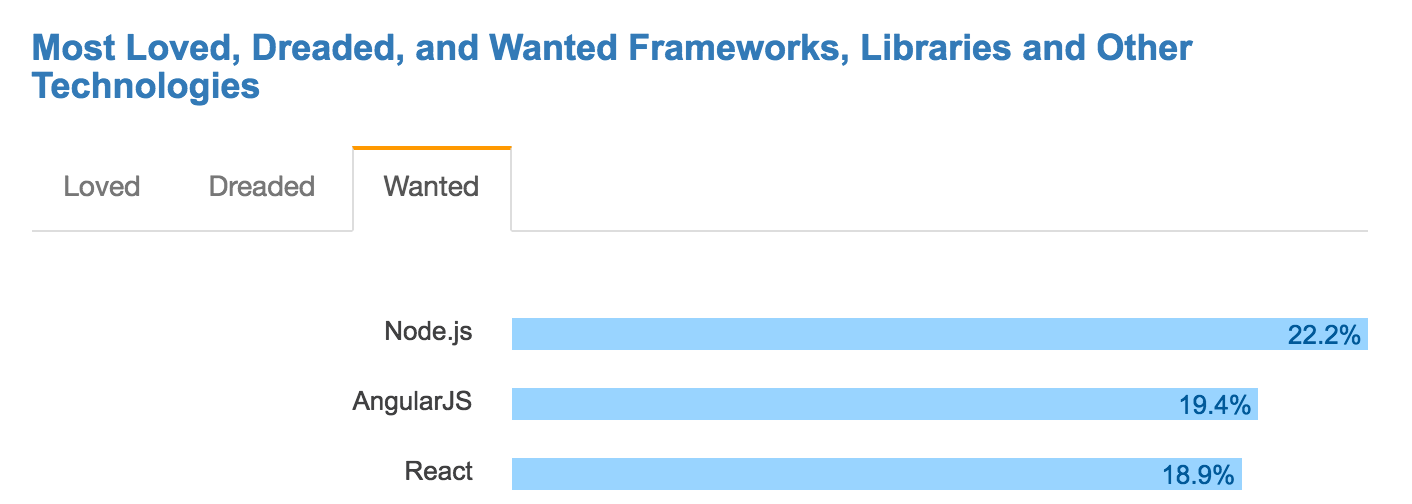 Most Loved, Dreaded, and Wanted Frameworks, Libraries and Other
Technologies
Loved Dreaded Wanted
Node.js 22.2%
AngularJS 19.4%
React 18.9%